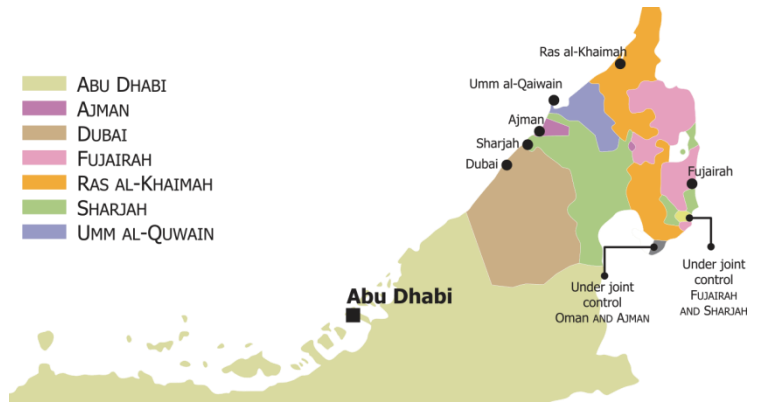 ABU DHABI
AJMAN
DUBAI
FUJAIRAH
RAS AL-KHAIMAH
SHARJAH
UMM AL-QUWAIN
Ras al-Khaimah
Umm al-Qaiwain
Ajman
Sharjah
Dubai
Fujairah
Abu Dhabi
Under joint
control
Oman AND AJMAN
Under joint
control
FUJAIRAH
AND SHARJAH